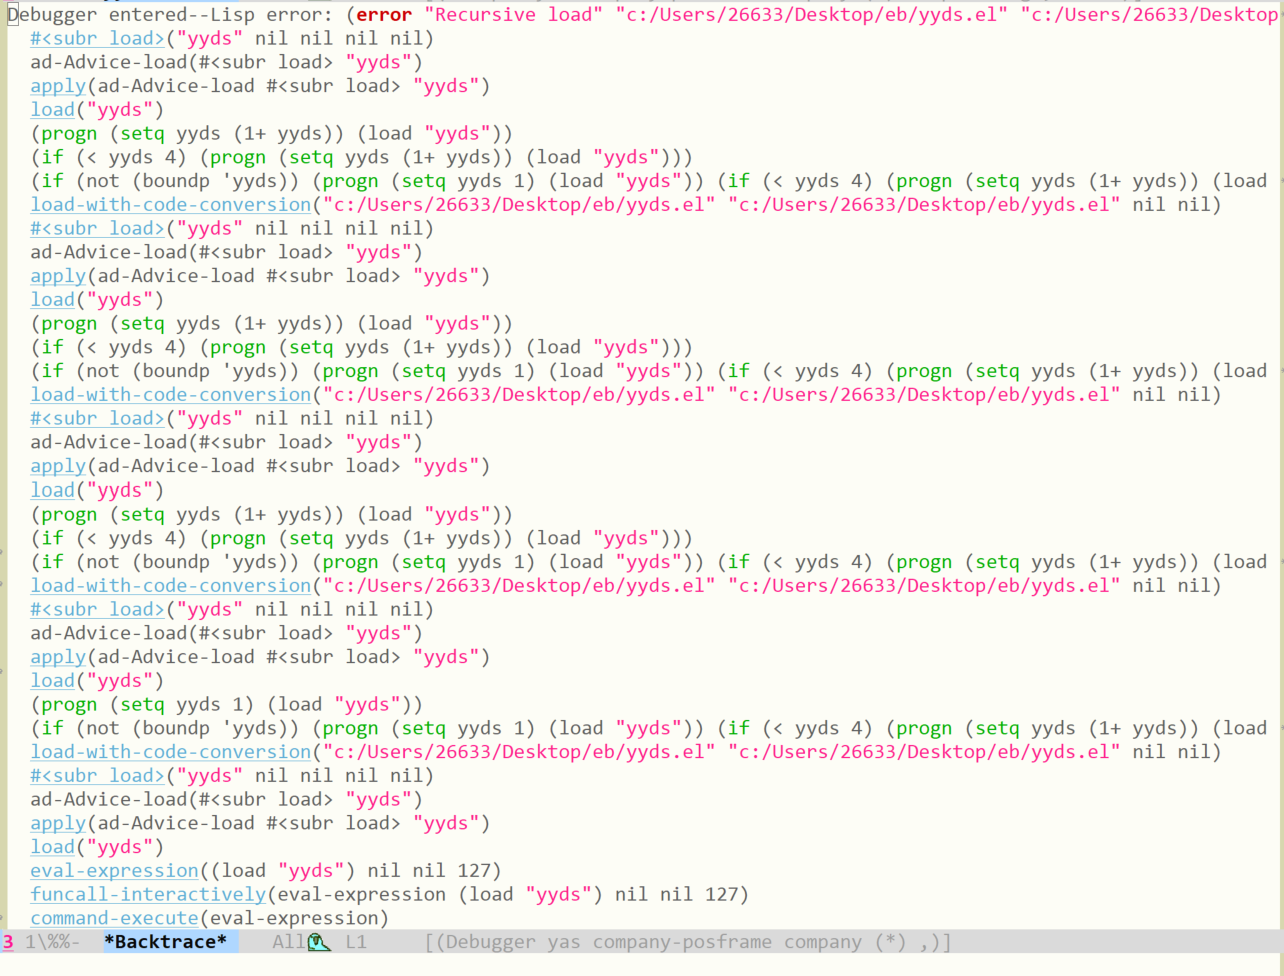 Debugger entered--Lisp error: (error "Recursive load" "c:/Users/26633/Desktop/eb/yyds.el" "c:/Users/26633/Desktop
  #<subr load>("yyds" nil nil nil nil)
  ad-Advice-load(#<subr load> "yyds")
  apply(ad-Advice-load #<subr load> "yyds")
  load("yyds")
  (progn (setq yyds (1+ yyds)) (load "yyds"))
  (if (< yyds 4) (progn (setq yyds (1+ yyds)) (load "yyds")))
  (if (not (boundp 'yyds)) (progn (setq yyds 1) (load "yyds")) (if (< yyds 4) (progn (setq yyds (1+ yyds)) (load
  load-with-code-conversion("c:/Users/26633/Desktop/eb/yyds.el" "c:/Users/26633/Desktop/eb/yyds.el" nil nil)
  #<subr load>("yyds" nil nil nil nil)
  ad-Advice-load(#<subr load> "yyds")
  apply(ad-Advice-load #<subr load> "yyds")
  load("yyds")
  (progn (setq yyds (1+ yyds)) (load "yyds"))
  (if (< yyds 4) (progn (setq yyds (1+ yyds)) (load "yyds")))
  (if (not (boundp 'yyds)) (progn (setq yyds 1) (load "yyds")) (if (< yyds 4) (progn (setq yyds (1+ yyds)) (load
  load-with-code-conversion("c:/Users/26633/Desktop/eb/yyds.el" "c:/Users/26633/Desktop/eb/yyds.el" nil nil)
  #<subr load>("yyds" nil nil nil nil)
  ad-Advice-load(#<subr load> "yyds")
  apply(ad-Advice-load #<subr load> "yyds")
  load("yyds")
  (progn (setq yyds (1+ yyds)) (load "yyds"))
  (if (< yyds 4) (progn (setq yyds (1+ yyds)) (load "yyds")))
  (if (not (boundp 'yyds)) (progn (setq yyds 1) (load "yyds")) (if (< yyds 4) (progn (setq yyds (1+ yyds)) (load
  load-with-code-conversion("c:/Users/26633/Desktop/eb/yyds.el" "c:/Users/26633/Desktop/eb/yyds.el" nil nil)
  #<subr load>("yyds" nil nil nil nil)
  ad-Advice-load(#<subr load> "yyds")
  apply(ad-Advice-load #<subr load> "yyds")
  load("yyds")
  (progn (setq yyds 1) (load "yyds"))
  (if (not (boundp 'yyds)) (progn (setq yyds 1) (load "yyds")) (if (< yyds 4) (progn (setq yyds (1+ yyds)) (load
  load-with-code-conversion("c:/Users/26633/Desktop/eb/yyds.el" "c:/Users/26633/Desktop/eb/yyds.el" nil nil)
  #<subr load>("yyds" nil nil nil nil)
  ad-Advice-load(#<subr load> "yyds")
  apply(ad-Advice-load #<subr load> "yyds")
  load("yyds")
  eval-expression((load "yyds") nil nil 127)
  funcall-interactively(eval-expression (load "yyds") nil nil 127)
  command-execute(eval-expression)
3 1\%%-  *Backtrace*    All L1     [(Debugger yas company-posframe company (*) ,)]